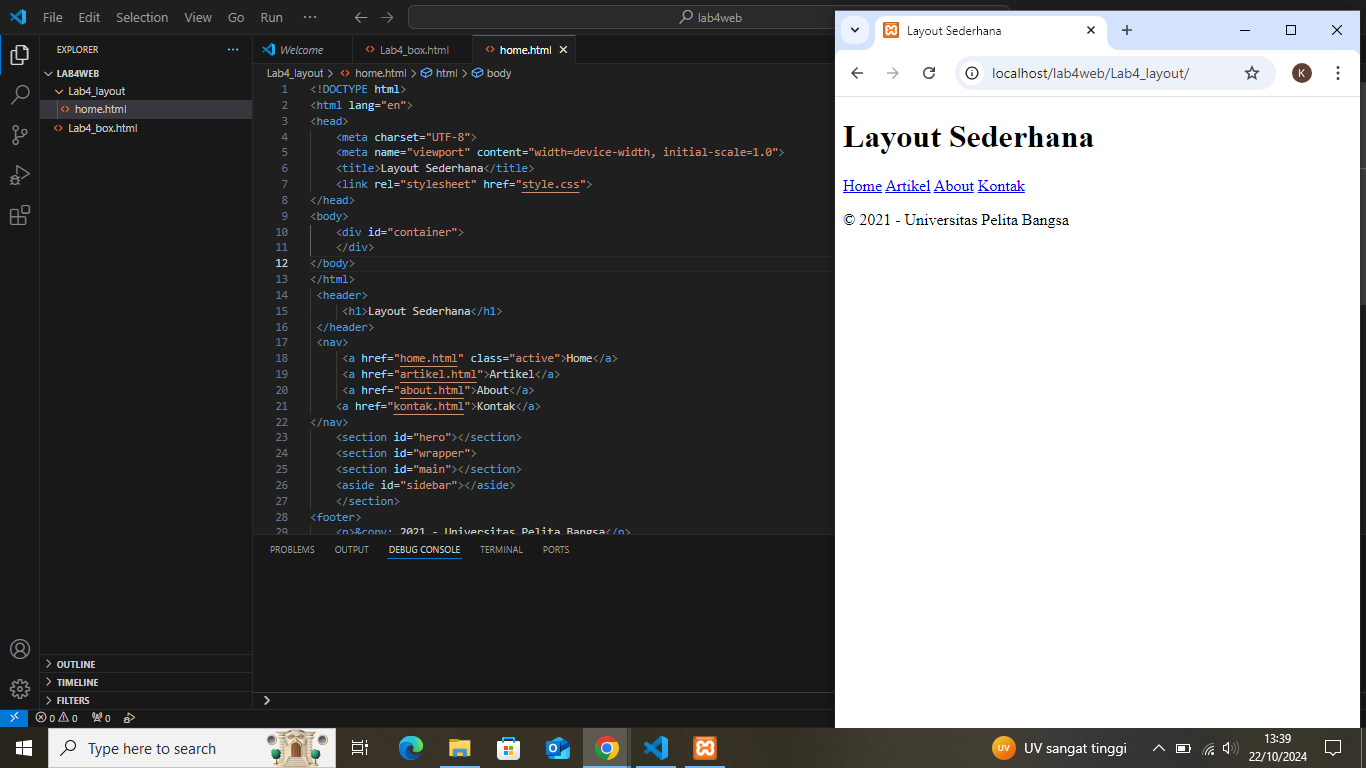 File Edit Selection View Go Run ··· lab4web
EXPLORER ···
LAB4WEB
Lab4_layout
home.html
Lab4_box.html
OUTLINE
TIMELINE
FILTERS
Welcome Lab4_box.html home.html
Lab4_layout > home.html > html > body
1 <!DOCTYPE html>
2 <html lang="en">
3 <head>
4 <meta charset="UTF-8">
5 <meta name="viewport" content="width=device-width, initial-scale=1.0">
6 <title>Layout Sederhana</title>
7 <link rel="stylesheet" href="style.css">
8 </head>
9 <body>
10 <div id="container">
11 </div>
12 </body>
13 </html>
14 <header>
15 <h1>Layout Sederhana</h1>
16 </header>
17 <nav>
18 <a href="home.html" class="active">Home</a>
19 <a href="artikel.html">Artikel</a>
20 <a href="about.html">About</a>
21 <a href="kontak.html">Kontak</a>
22 </nav>
23 <section id="hero"></section>
24 <section id="wrapper">
25 <section id="main"></section>
26 <aside id="sidebar"></aside>
27 </section>
28 <footer>
29 <p>&copy; 2021 - Universitas Pelita Bangsa</p>
PROBLEMS OUTPUT DEBUG CONSOLE TERMINAL PORTS
0 0 0
Layout Sederhana
localhost/lab4web/Lab4_layout/ K
Layout Sederhana
Home Artikel About Kontak
© 2021 - Universitas Pelita Bangsa
Type here to search
UV UV sangat tinggi
13:39
22/10/2024